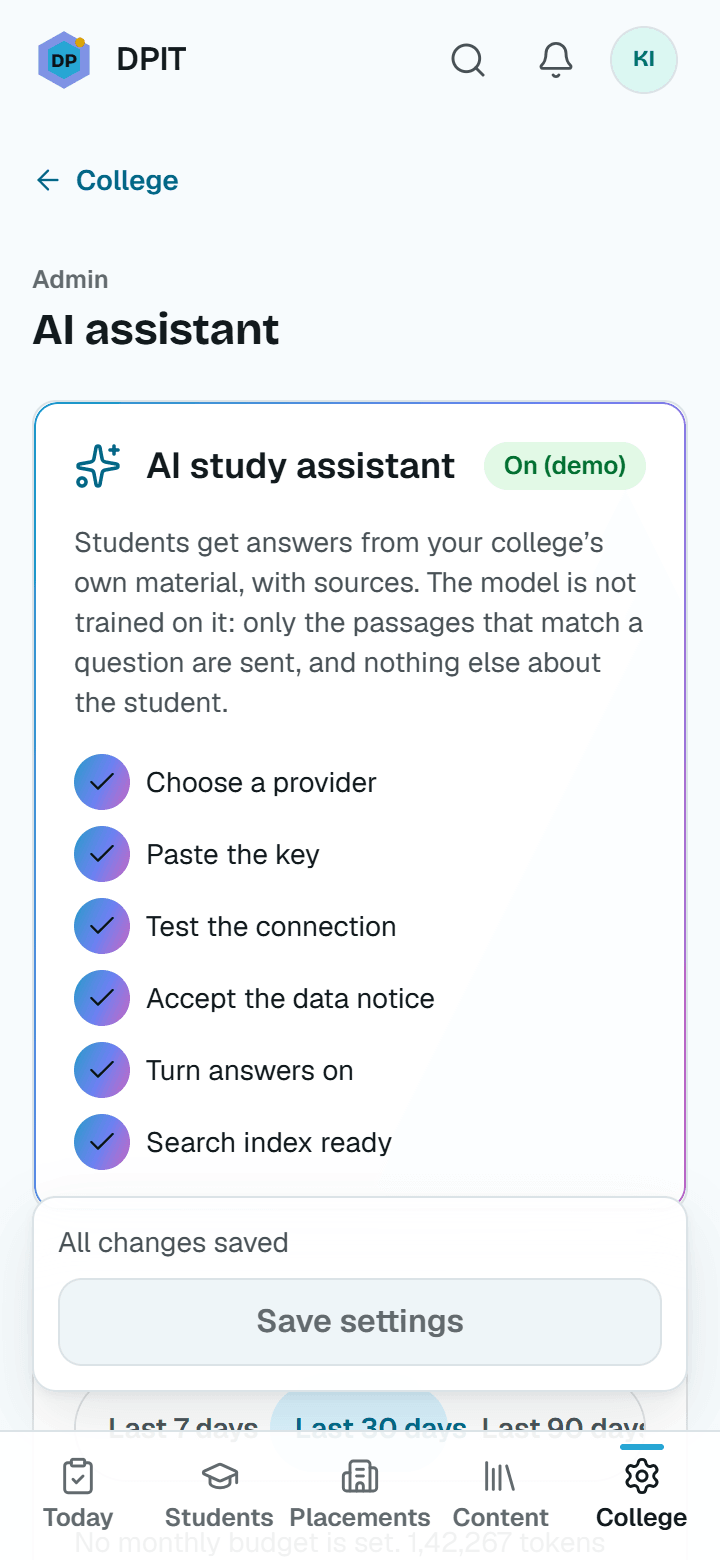 DP DPIT KI
College
Admin
AI assistant
AI study assistant On (demo)
Students get answers from your college’s
own material, with sources. The model is not
trained on it: only the passages that match a
question are sent, and nothing else about
the student.
Choose a provider
Paste the key
Test the connection
Accept the data notice
Turn answers on
Search index ready
All changes saved
Save settings
Last 7 days Last 30 days Last 90 days
Today Students Placements Content College
No monthly budget is set. 1,42,267 tokens